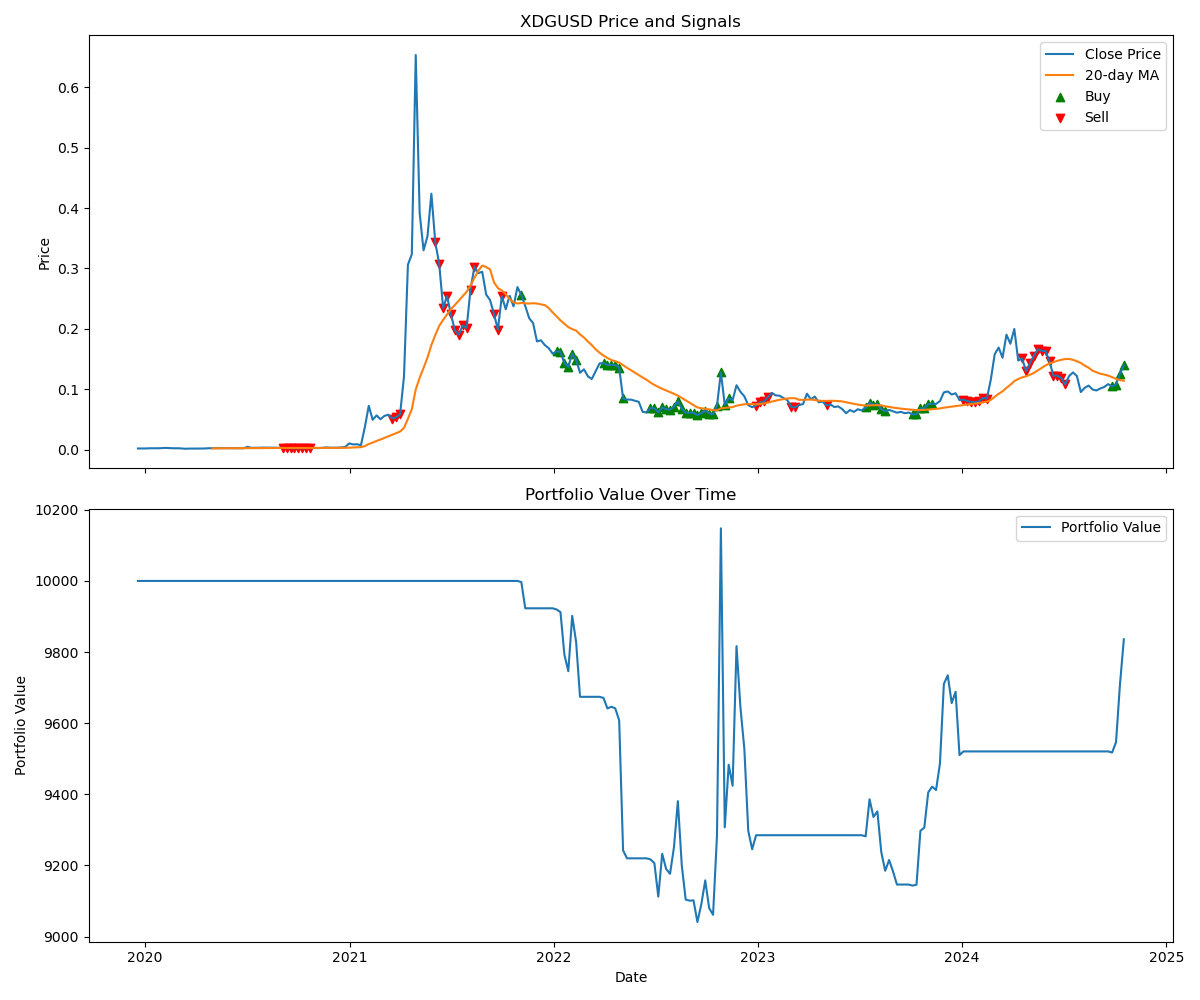 XDGUSD Price and Signals
Price
0.6
0.5
0.4
0.3
0.2
0.1
0.0
Close Price
20-day MA
Buy
Sell
Portfolio Value Over Time
Portfolio Value
10200
10000
9800
9600
9400
9200
9000
Portfolio Value
2020
2021
2022
2023
2024
2025
Date